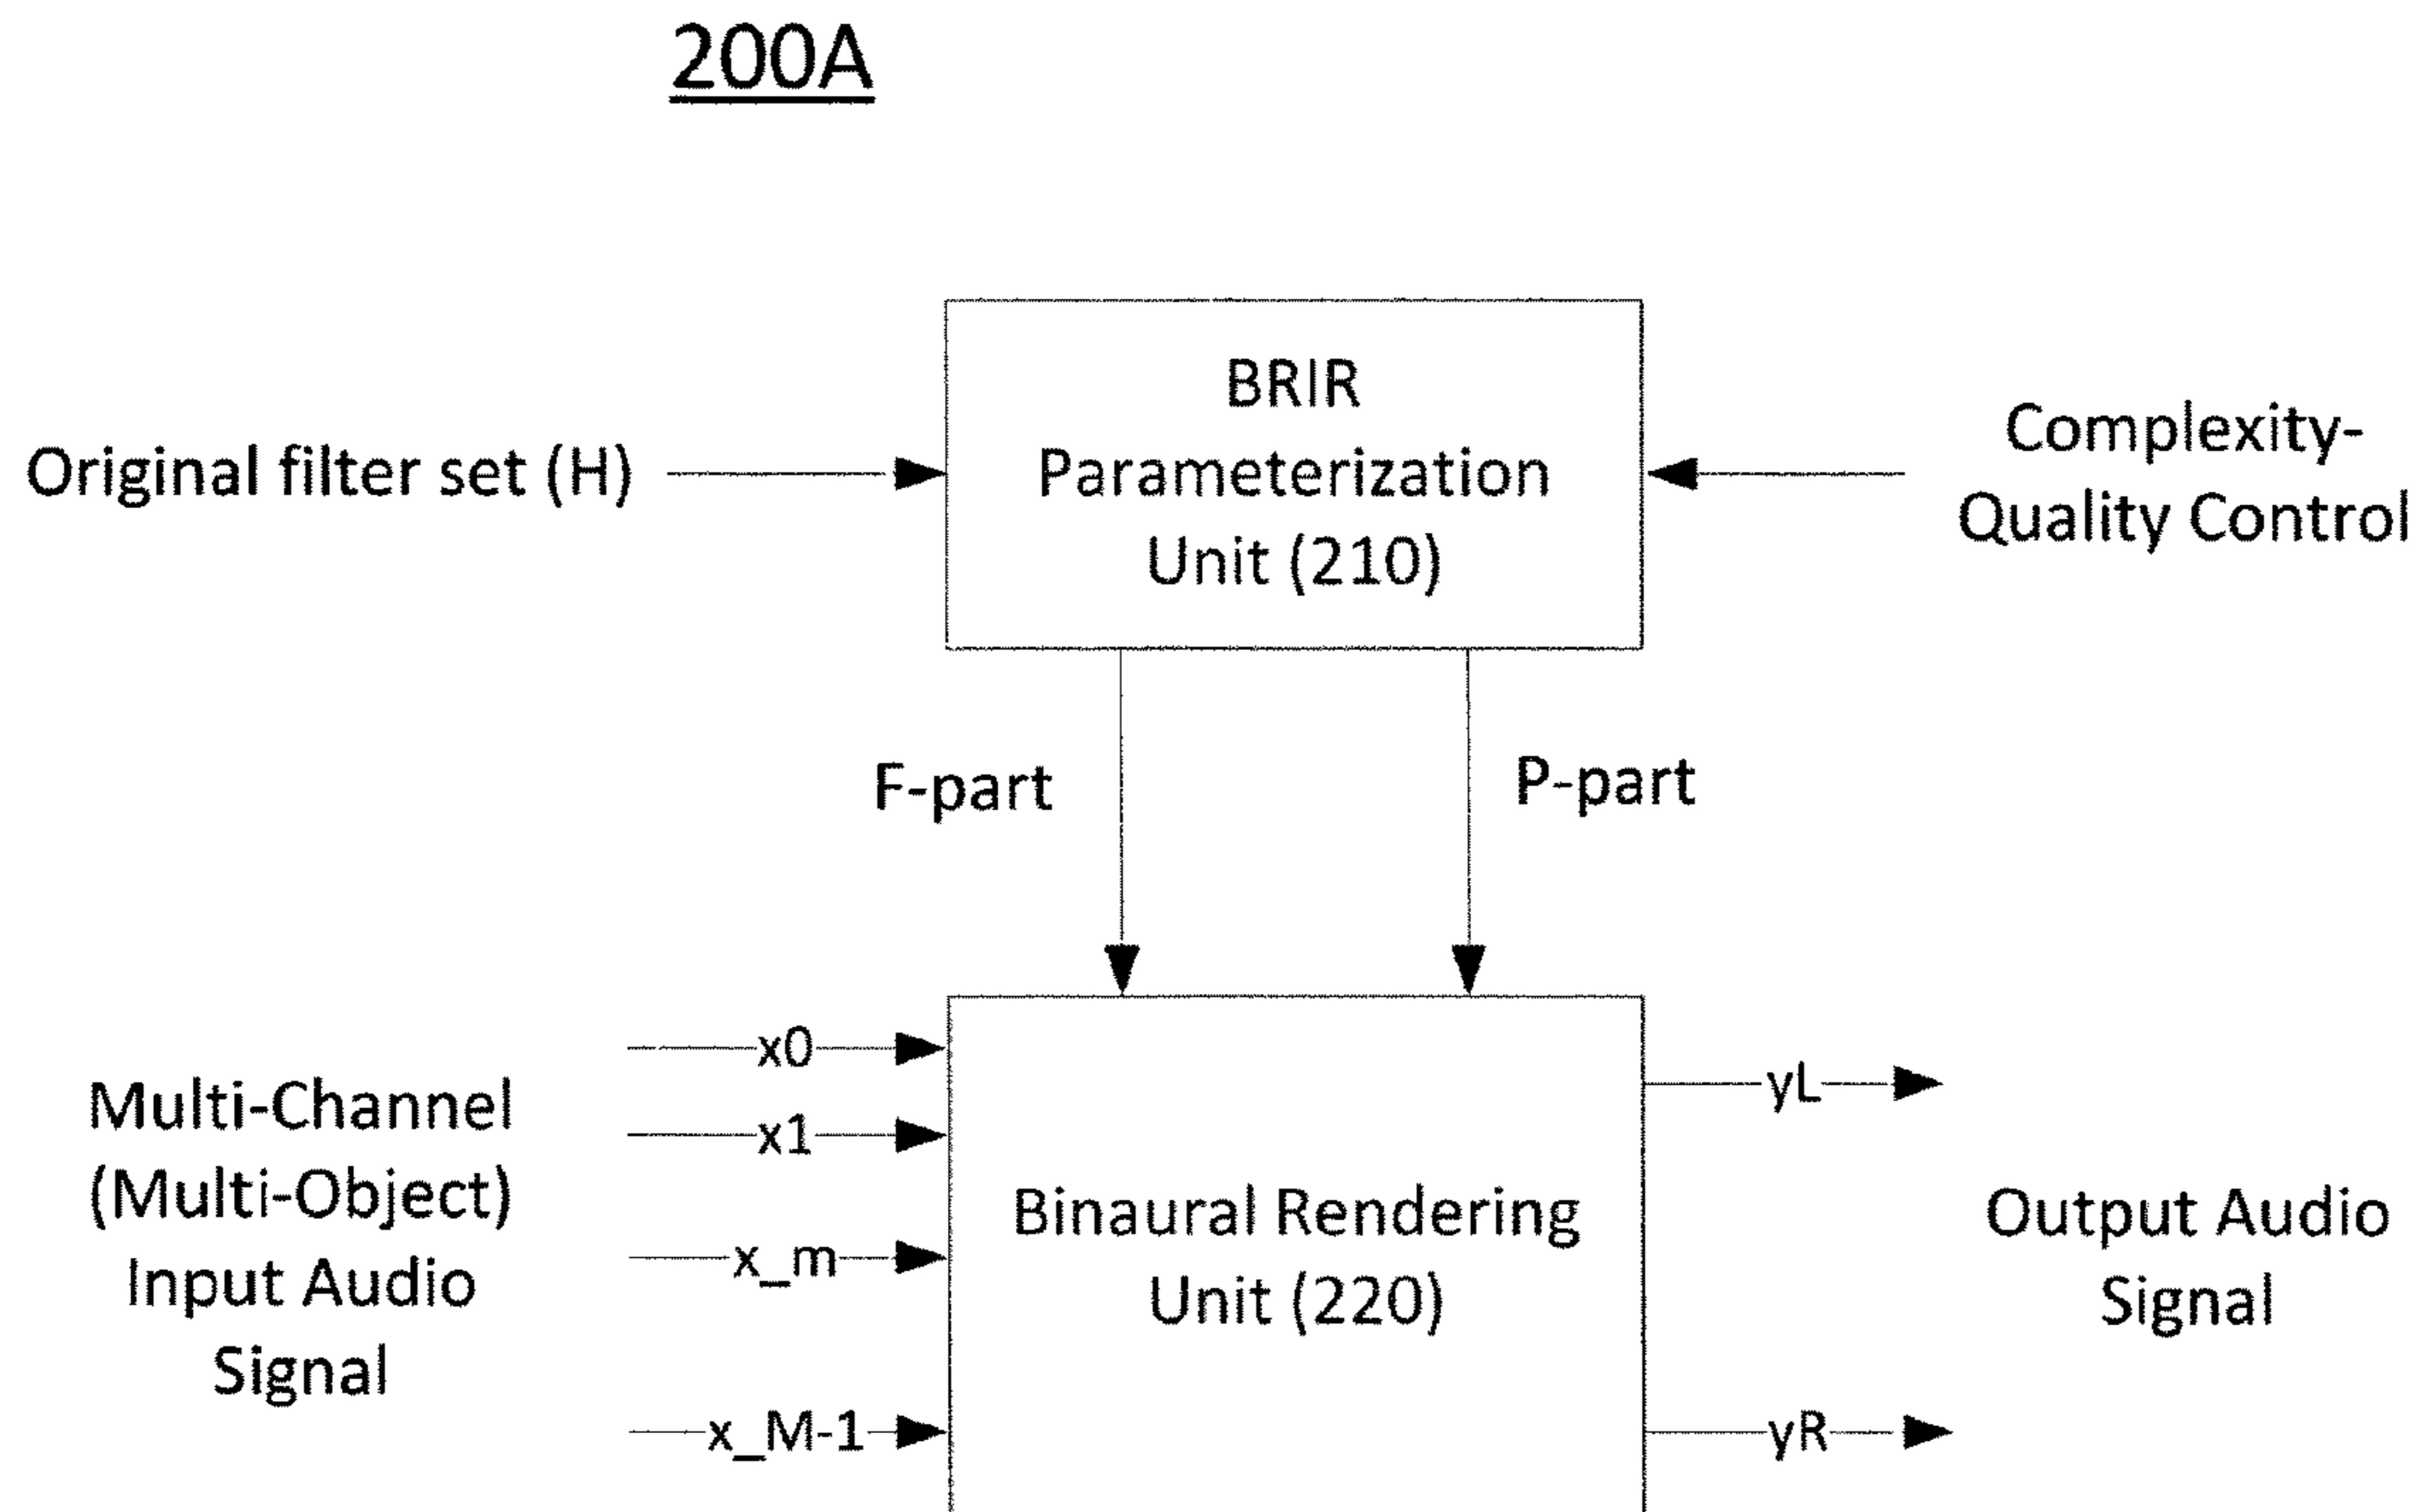 200A
BRIR
Parameterization
Unit (210)
Original filter set (H)
Complexity-
Quality Control
F-part
P-part
Multi-Channel
(Multi-Object)
Input Audio
Signal
x0
x1
x_m
x_M-1
Binaural Rendering
Unit (220)
yL
yR
Output Audio
Signal